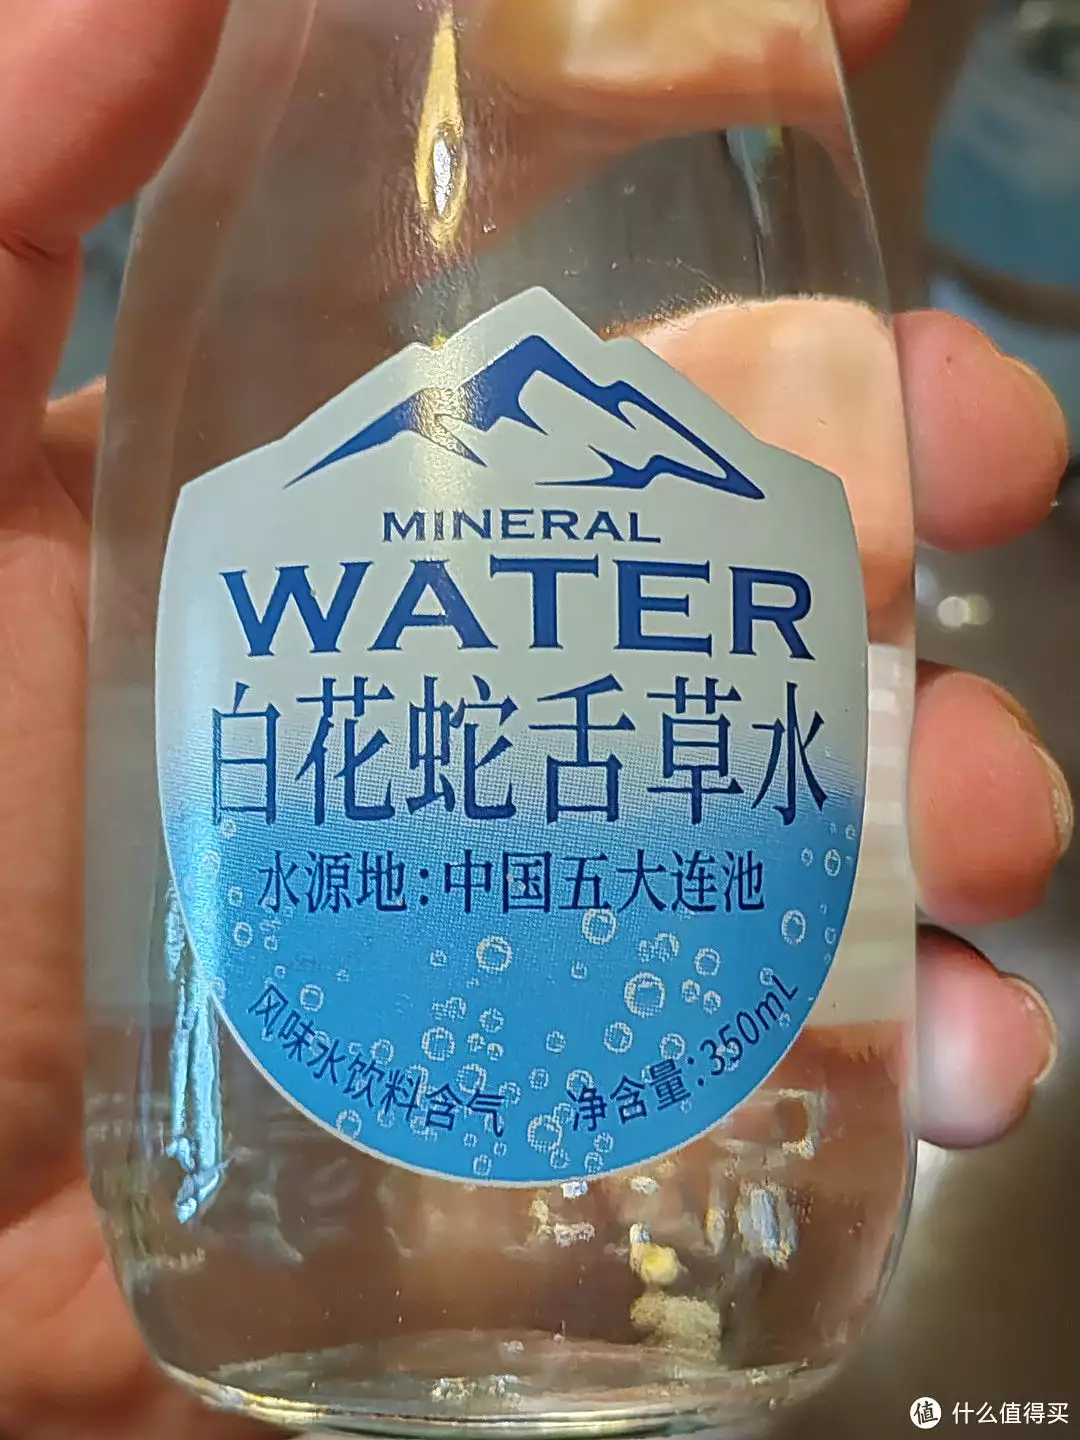 MINERAL
WATER
白花蛇舌草水
水源地:中国五大连池
风味水饮料含气
净含量:350mL
值 什么值得买